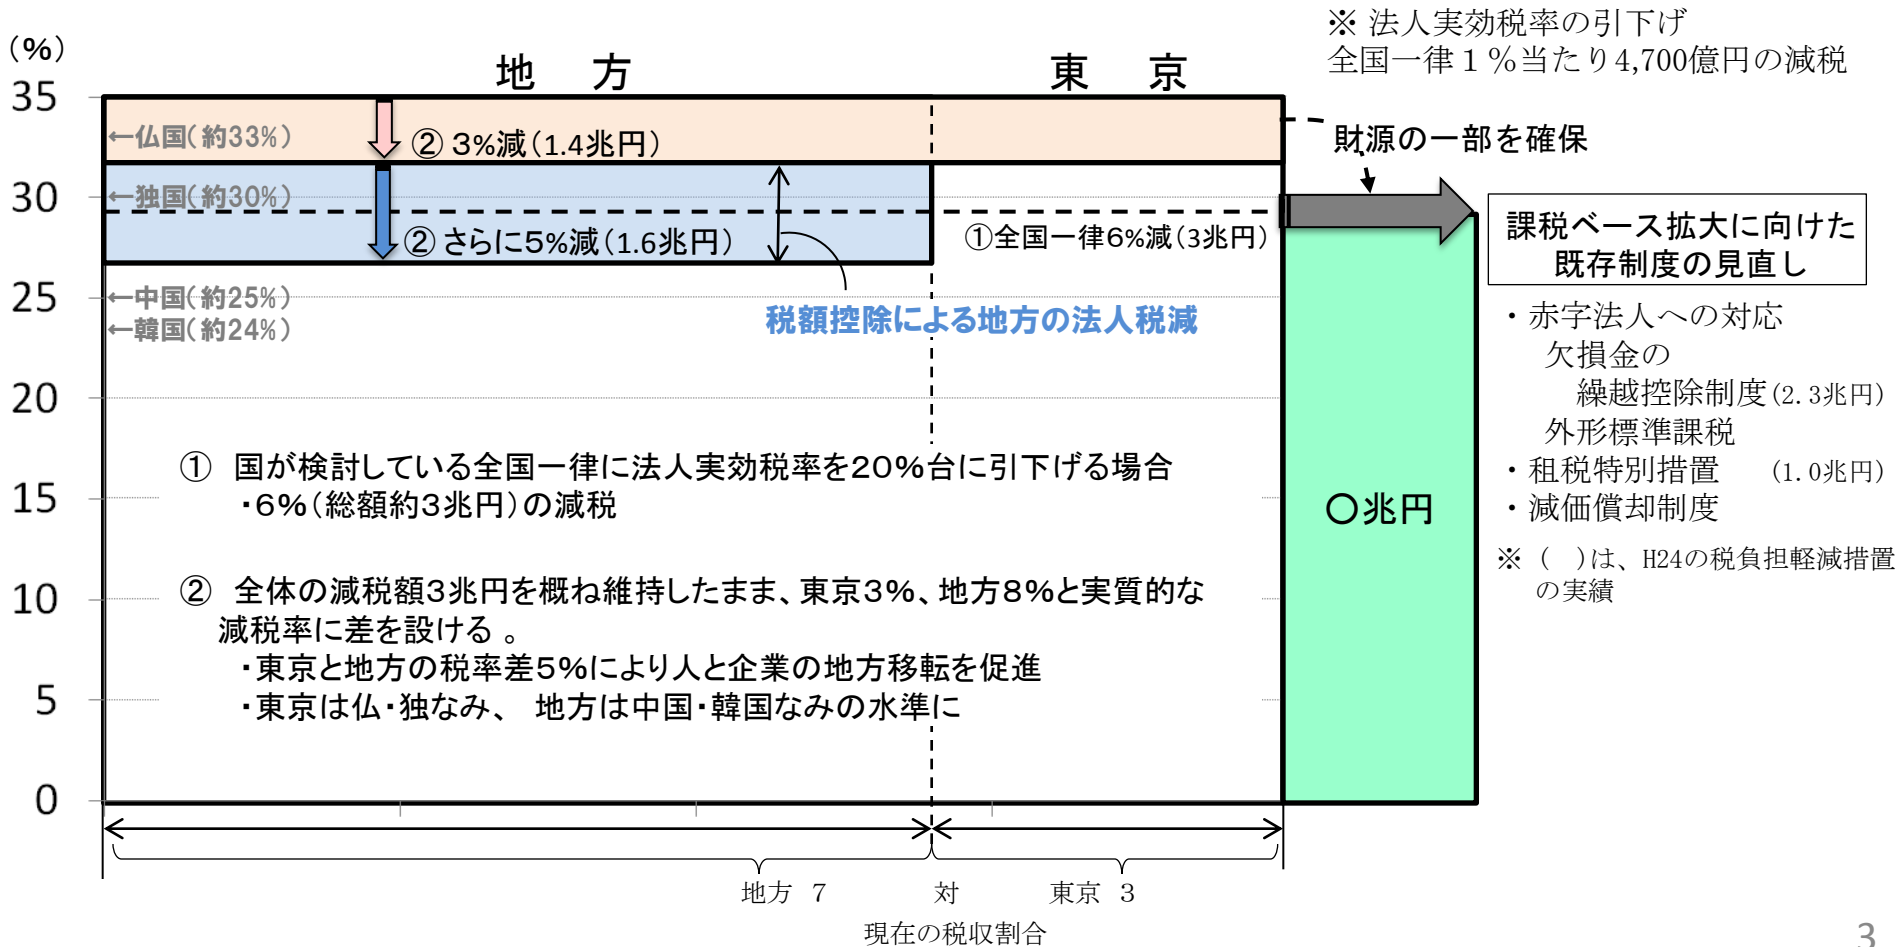 ※ 法人実効税率の引下げ
全国一律１％当たり4,700億円の減税
（%）
地　方
東　京
35
30
25
20
15
10
5
0
←仏国（約33%）
②３%減（1.4兆円）
財源の一部を確保
←独国（約30%）
②さらに５%減（1.6兆円）
①全国一律６%減（3兆円）
←中国（約25%）
←韓国（約24%）
税額控除による地方の法人税減
課税ベース拡大に向けた
既存制度の見直し
・赤字法人への対応
欠損金の
繰越控除制度(2.3兆円)
外形標準課税
・租税特別措置　(1.0兆円)
・減価償却制度
※（　）は、H24の税負担軽減措置
の実績
○兆円
①　国が検討している全国一律に法人実効税率を２０％台に引下げる場合
・６％（総額約３兆円）の減税
②　全体の減税額３兆円を概ね維持したまま、東京３％、地方８％と実質的な
減税率に差を設ける 。
・東京と地方の税率差５％により人と企業の地方移転を促進
・東京は仏・独なみ、 地方は中国・韓国なみの水準に
地方　７　対　東京　３
現在の税収割合
3